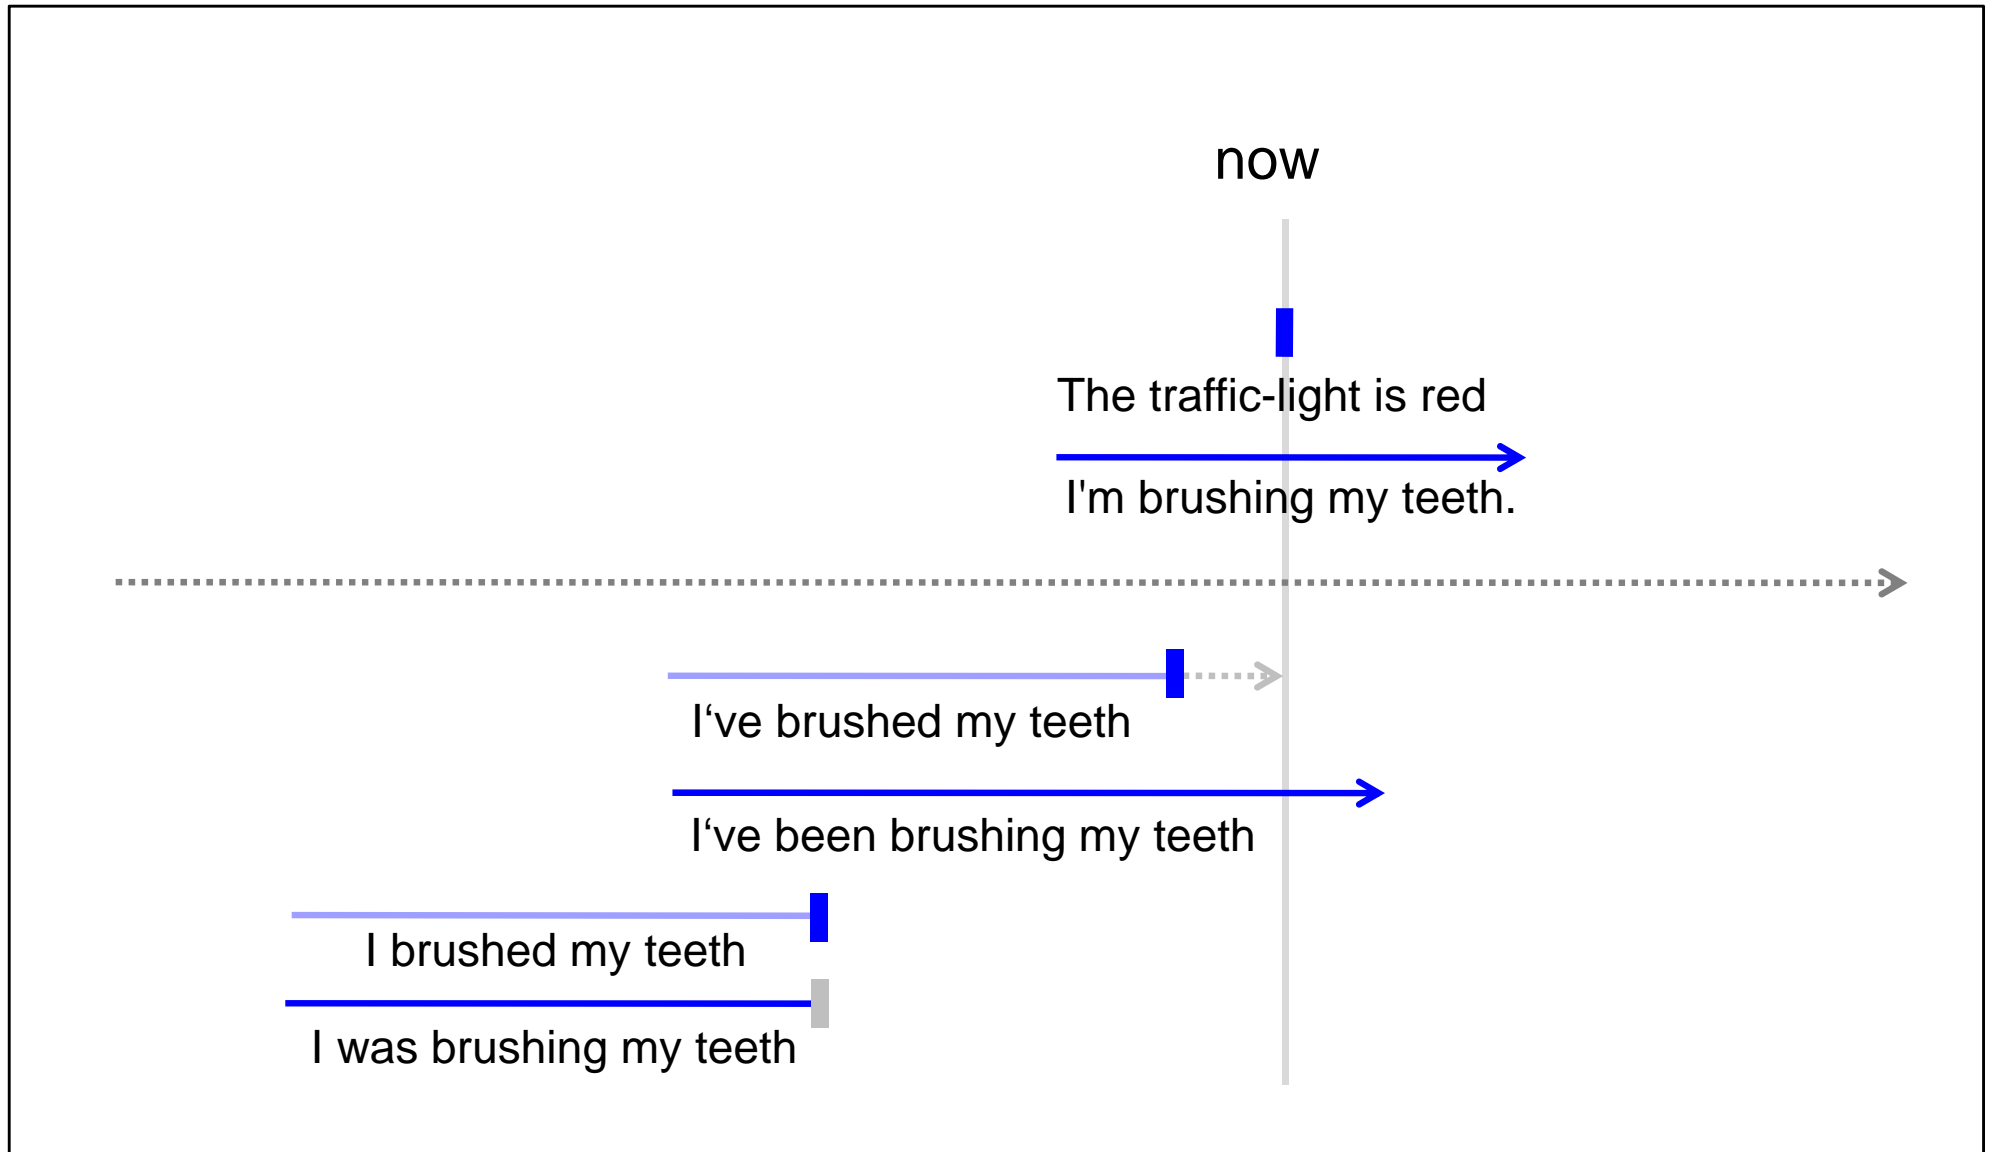 now
The traffic-light is red
I'm brushing my teeth.
I‘ve brushed my teeth
I‘ve been brushing my teeth
I brushed my teeth
I was brushing my teeth